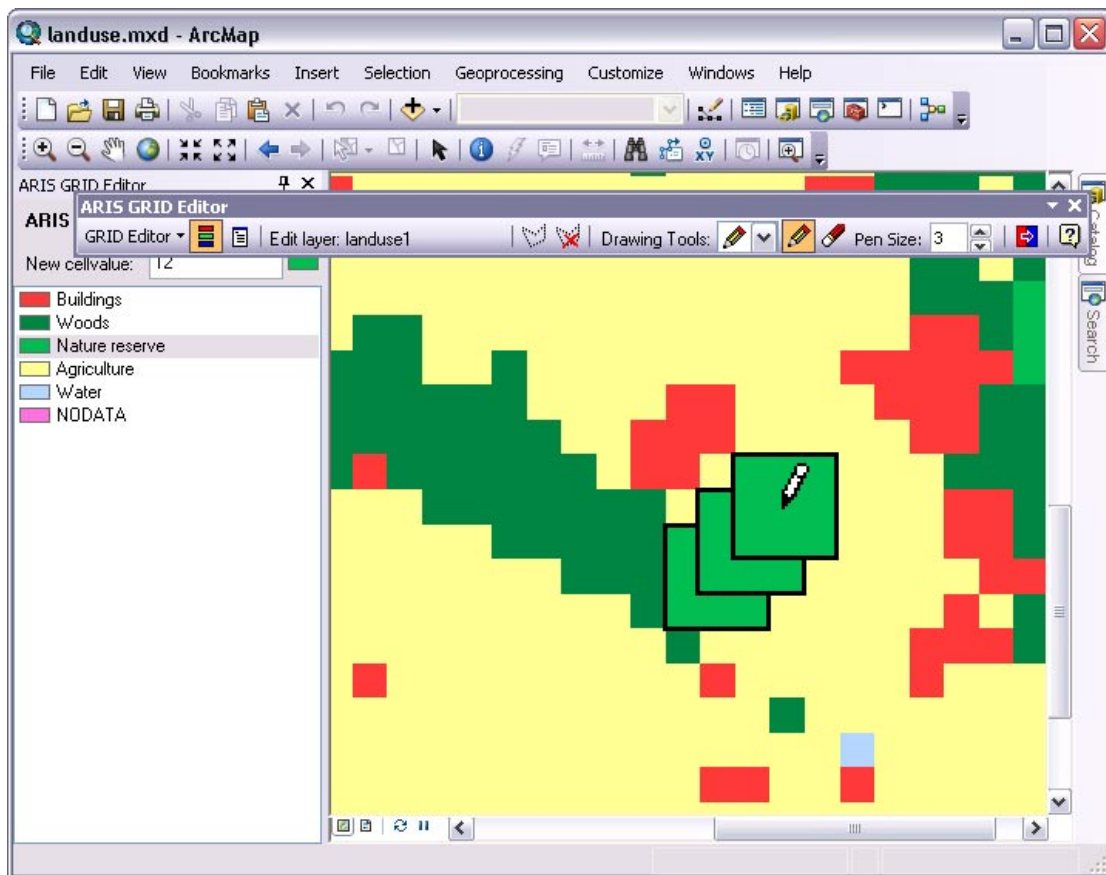 landuse.mxd - ArcMap
File Edit View Bookmarks Insert Selection Geoprocessing Customize Windows Help
XY
ARIS GRID Editor
ARIS GRID Editor
ARIS
GRID Editor Edit layer: landuse1 Drawing Tools: Pen Size: 3
New cellvalue: 12
Catalog
Search
Buildings
Woods
Nature reserve
Agriculture
Water
NODATA